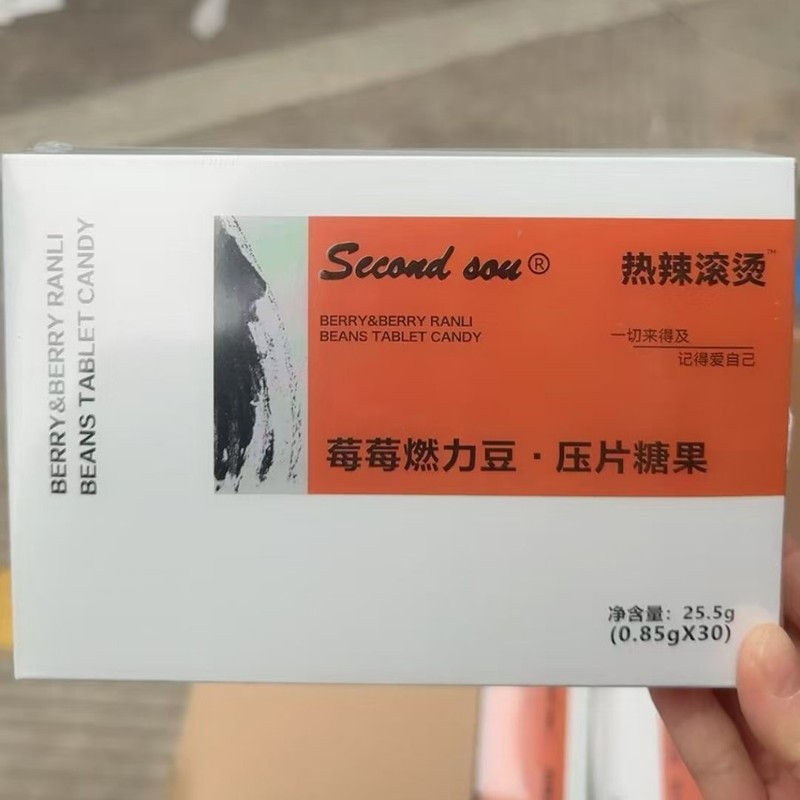 BERRY&BERRY RANLI
BEANS TABLET CANDY
Second sou®
热辣滚烫™
BERRY&BERRY RANLI
BEANS TABLET CANDY
一切来得及
记得爱自己
莓莓燃力豆·压片糖果
净含量：25.5g
(0.85gX30)